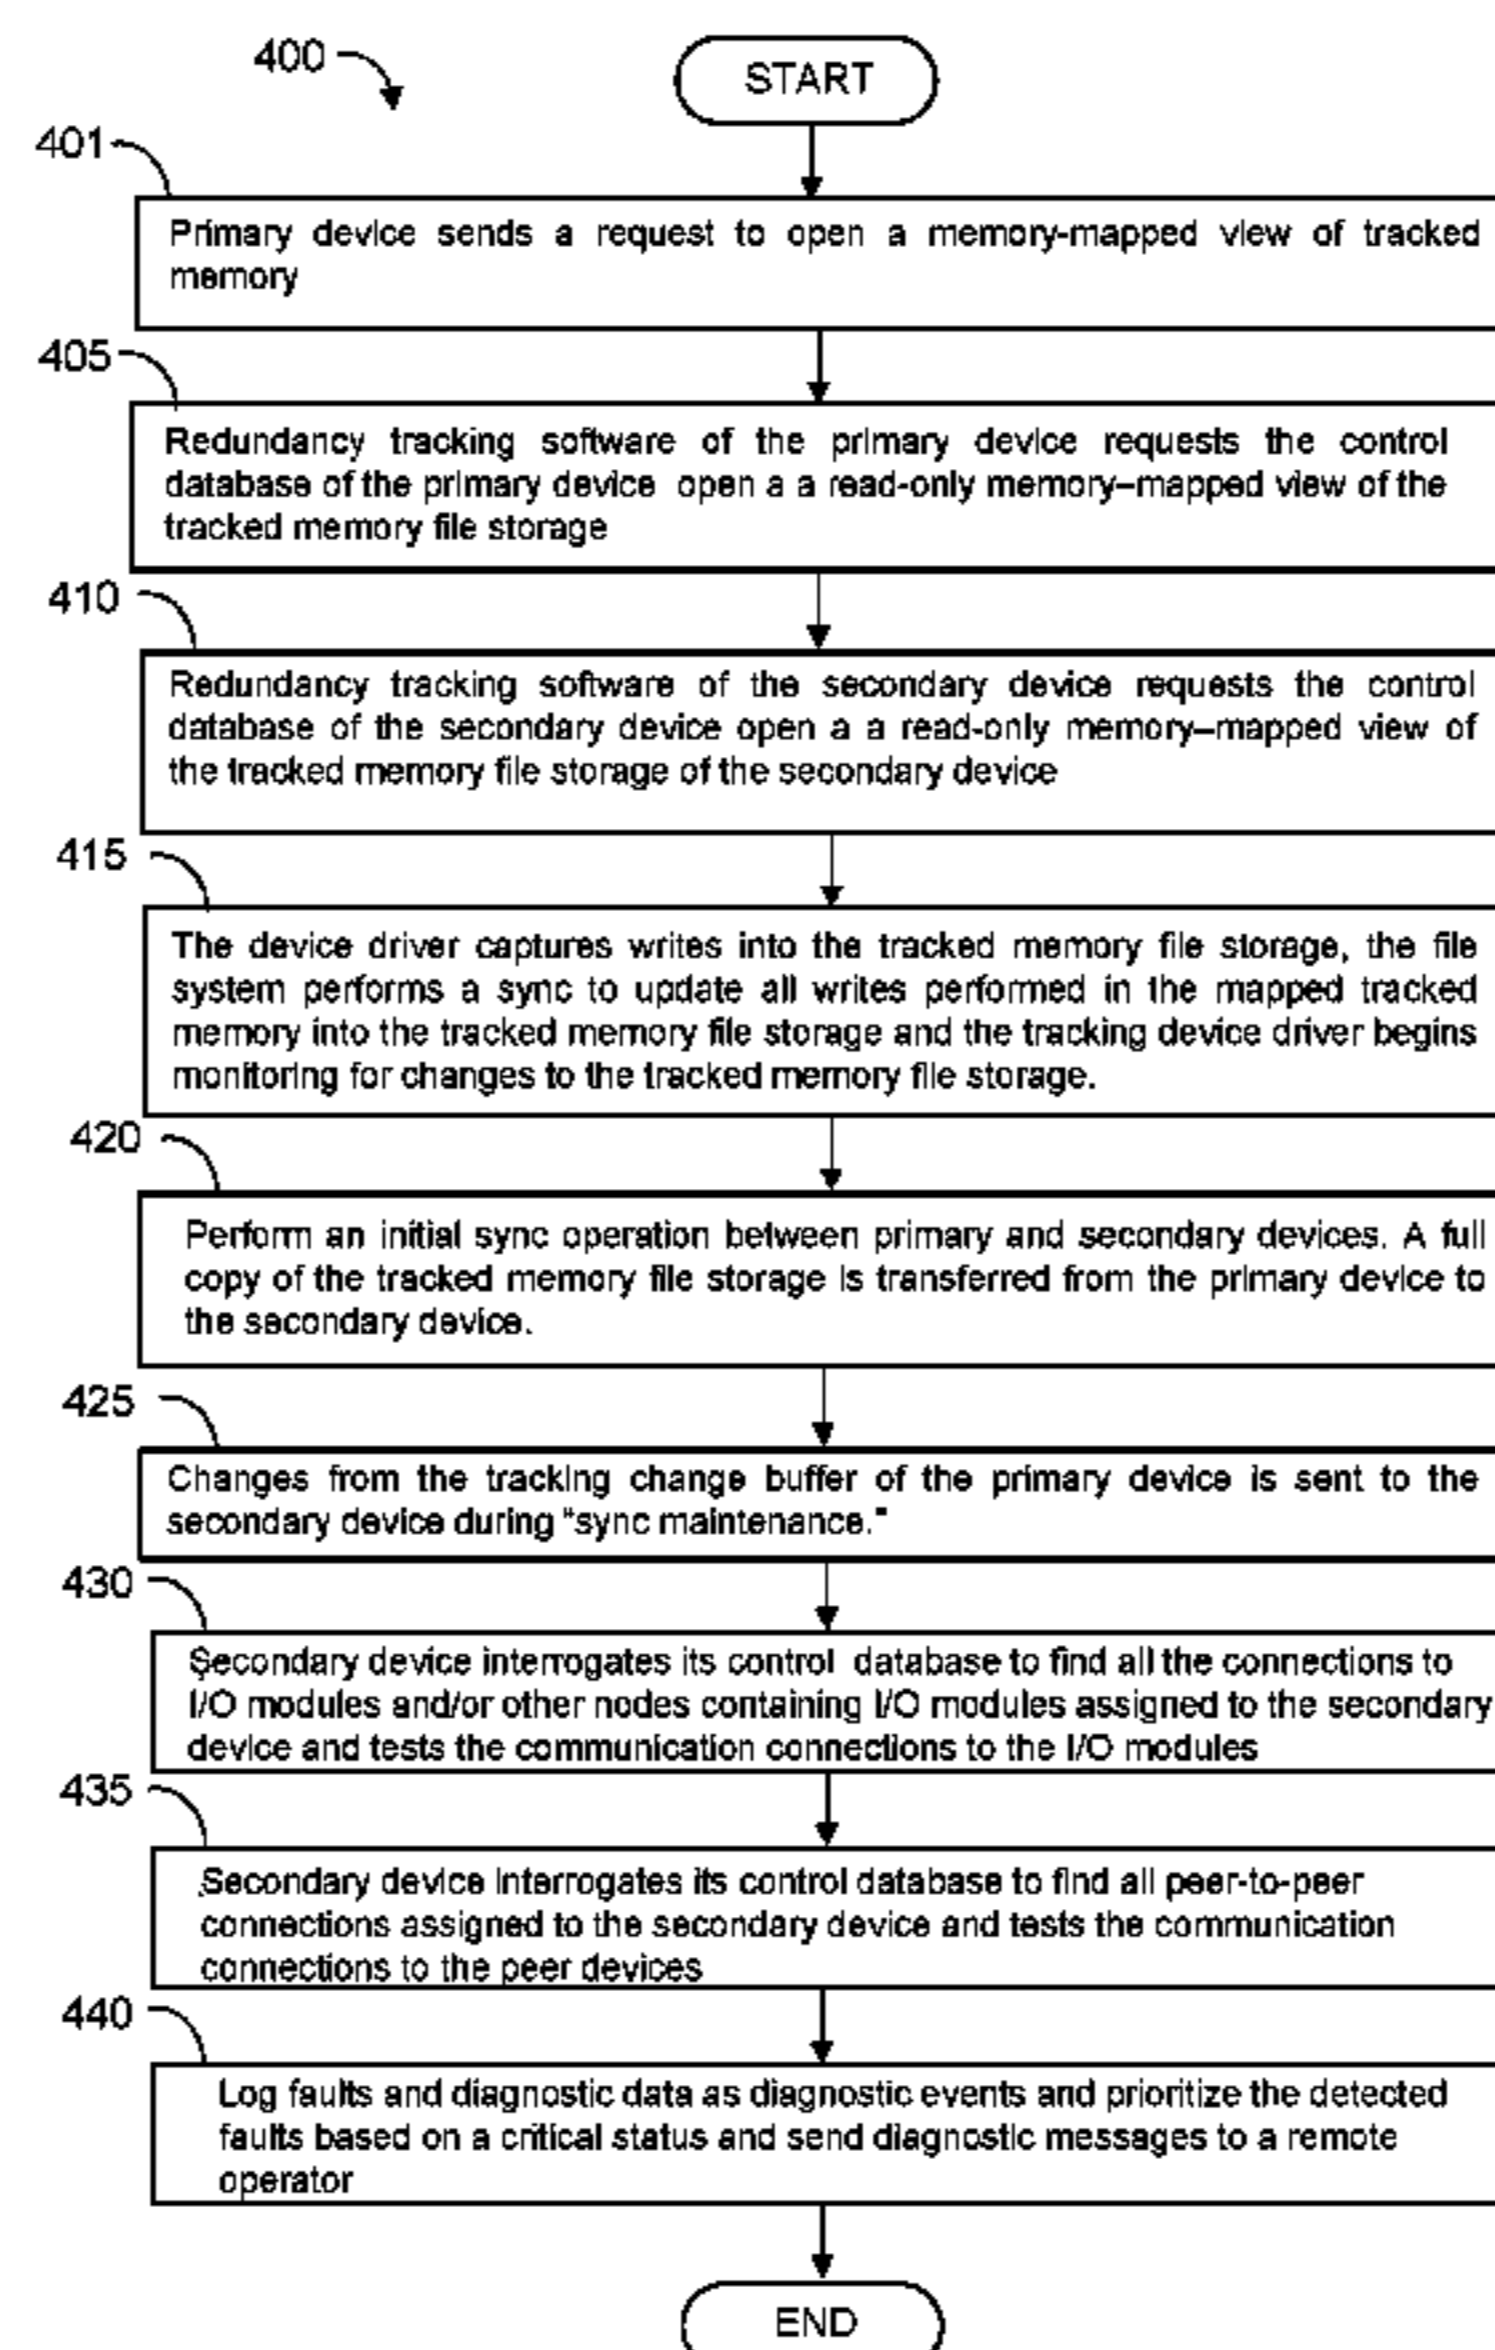 400
START
401
Primary device sends a request to open a memory-mapped view of tracked
memory
405
Redundancy tracking software of the primary device requests the control
database of the primary device open a a read-only memory–mapped view of the
tracked memory file storage
410
Redundancy tracking software of the secondary device requests the control
database of the secondary device open a a read-only memory–mapped view of
the tracked memory file storage of the secondary device
415
The device driver captures writes into the tracked memory file storage, the file
system performs a sync to update all writes performed in the mapped tracked
memory into the tracked memory file storage and the tracking device driver begins
monitoring for changes to the tracked memory file storage.
420
Perform an initial sync operation between primary and secondary devices. A full
copy of the tracked memory file storage is transferred from the primary device to
the secondary device.
425
Changes from the tracking change buffer of the primary device is sent to the
secondary device during "sync maintenance."
430
Secondary device interrogates its control database to find all the connections to
I/O modules and/or other nodes containing I/O modules assigned to the secondary
device and tests the communication connections to the I/O modules
435
Secondary device interrogates its control database to find all peer-to-peer
connections assigned to the secondary device and tests the communication
connections to the peer devices
440
Log faults and diagnostic data as diagnostic events and prioritize the detected
faults based on a critical status and send diagnostic messages to a remote
operator
END